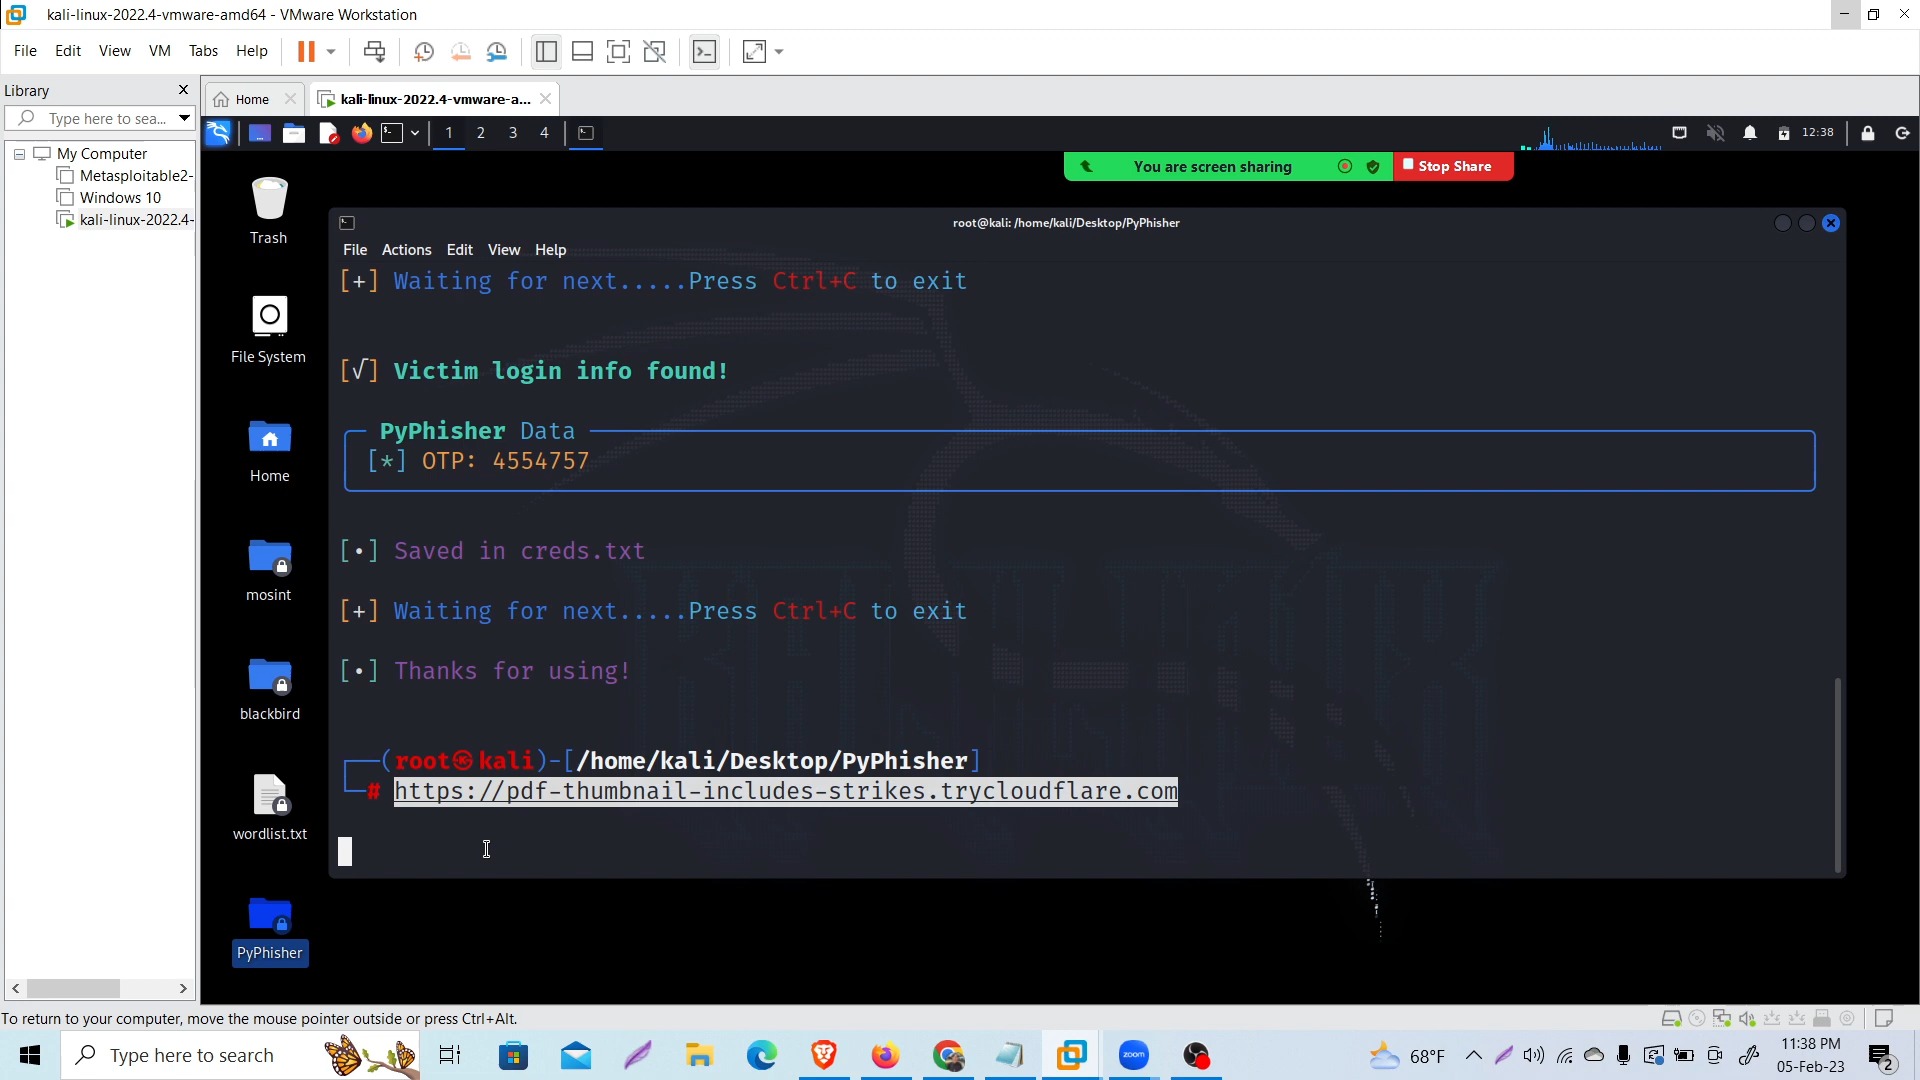 kali-linux-2022.4-vmware-amd64 - VMware Workstation
File Edit View VM Tabs Help
Library
Home
kali-linux-2022.4-vmware-a...
Type here to sea...
1 2 3 4
12:38
My Computer
Metasploitable2-
Windows 10
kali-linux-2022.4-
You are screen sharing
Stop Share
Trash
File System
Home
mosint
blackbird
wordlist.txt
PyPhisher
root@kali: /home/kali/Desktop/PyPhisher
File Actions Edit View Help
[+] Waiting for next.....Press Ctrl+C to exit
[√] Victim login info found!
PyPhisher Data
[*] OTP: 4554757
[•] Saved in creds.txt
[+] Waiting for next.....Press Ctrl+C to exit
[•] Thanks for using!
(root㉿kali)-[/home/kali/Desktop/PyPhisher]
# https://pdf-thumbnail-includes-strikes.trycloudflare.com
To return to your computer, move the mouse pointer outside or press Ctrl+Alt.
Type here to search
zoom
68°F
11:38 PM
05-Feb-23
2